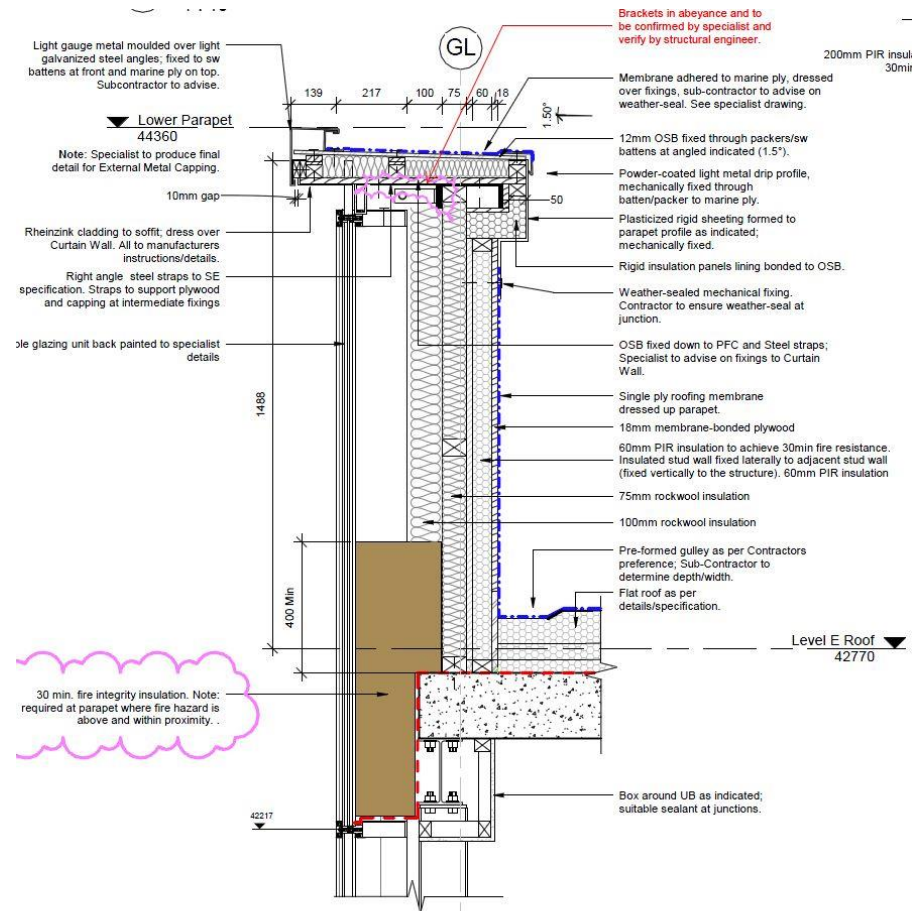 Light gauge metal moulded over light
galvanized steel angles; fixed to sw
battens at front and marine ply on top.
Subcontractor to advise.
Lower Parapet
44360
Note: Specialist to produce final
detail for External Metal Capping.
10mm gap
Rheinzink cladding to soffit; dress over
Curtain Wall. All to manufacturers
instructions/details.
Right angle steel straps to SE
specification. Straps to support plywood
and capping at intermediate fixings
glazing unit back painted to specialist
details
1488
400 Min
30 min. fire integrity insulation. Note:
required at parapet where fire hazard is
above and within proximity. .
42217
GL
139 217 100 75 60 18
1.50°
50
Brackets in abeyance and to
be confirmed by specialist and
verify by structural engineer.
200mm PIR
30min
Membrane adhered to marine ply, dressed
over fixings, sub-contractor to advise on
weather-seal. See specialist drawing.
12mm OSB fixed through packers/sw
battens at angled indicated (1.5°).
Powder-coated light metal drip profile,
mechanically fixed through
batten/packer to marine ply.
Plasticized rigid sheeting formed to
parapet profile as indicated;
mechanically fixed.
Rigid insulation panels lining bonded to OSB.
Weather-sealed mechanical fixing.
Contractor to ensure weather-seal at
junction.
OSB fixed down to PFC and Steel straps;
Specialist to advise on fixings to Curtain
Wall.
Single ply roofing membrane
dressed up parapet.
18mm membrane-bonded plywood
60mm PIR insulation to achieve 30min fire resistance.
Insulated stud wall fixed laterally to adjacent stud wall
(fixed vertically to the structure). 60mm PIR insulation
75mm rockwool insulation
100mm rockwool insulation
Pre-formed gulley as per Contractors
preference; Sub-Contractor to
determine depth/width.
Flat roof as per
details/specification.
Level E Roof
42770
Box around UB as indicated;
suitable sealant at junctions.